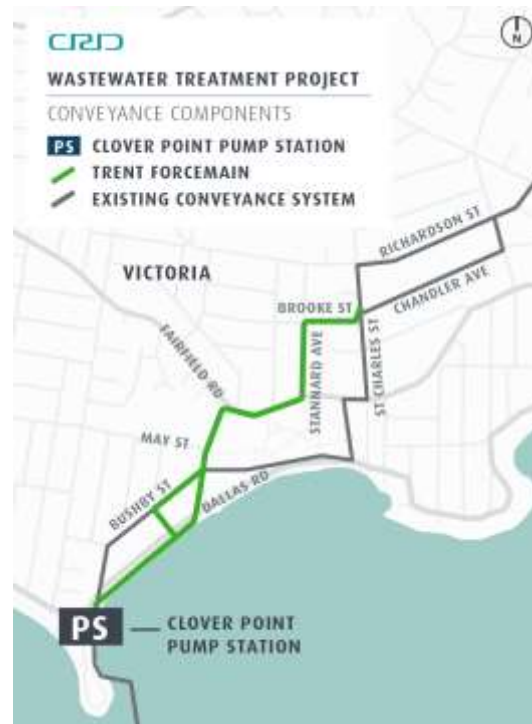 CRD
N
WASTEWATER TREATMENT PROJECT
CONVEYANCE COMPONENTS
PS CLOVER POINT PUMP STATION
TRENT FORCEMAIN
EXISTING CONVEYANCE SYSTEM
RICHARDSON ST
VICTORIA
CHANDLER AVE
BROOKE ST
FAIRFIELD RD
STANNARD AVE
ST CHARLES ST
MAY ST
BUSHBY ST
DALLAS RD
PS
CLOVER POINT
PUMP STATION